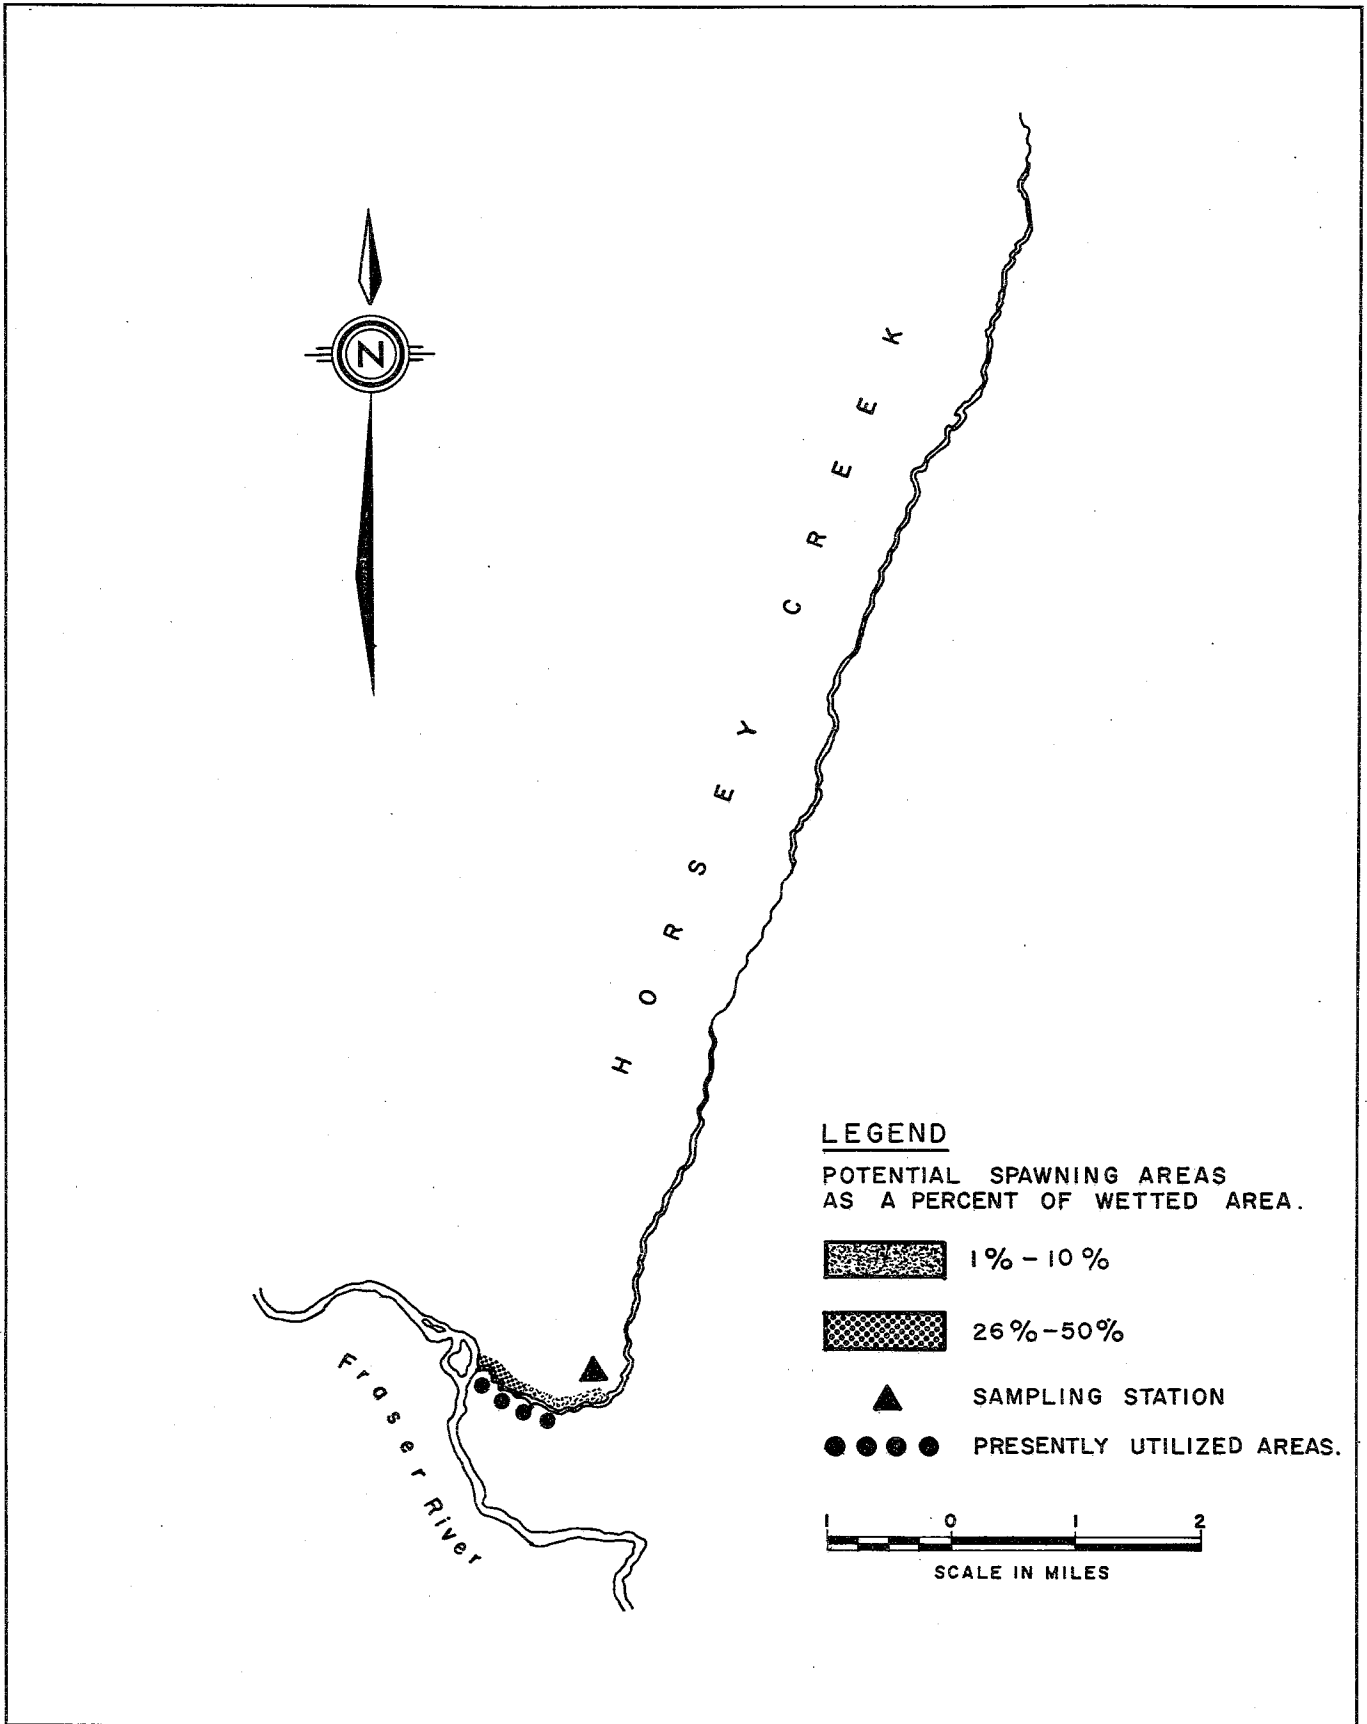 N
HORSEY CREEK
Fraser River
LEGEND
POTENTIAL SPAWNING AREAS
AS A PERCENT OF WETTED AREA.
1% - 10%
26% - 50%
SAMPLING STATION
PRESENTLY UTILIZED AREAS.
1 0 1 2
SCALE IN MILES